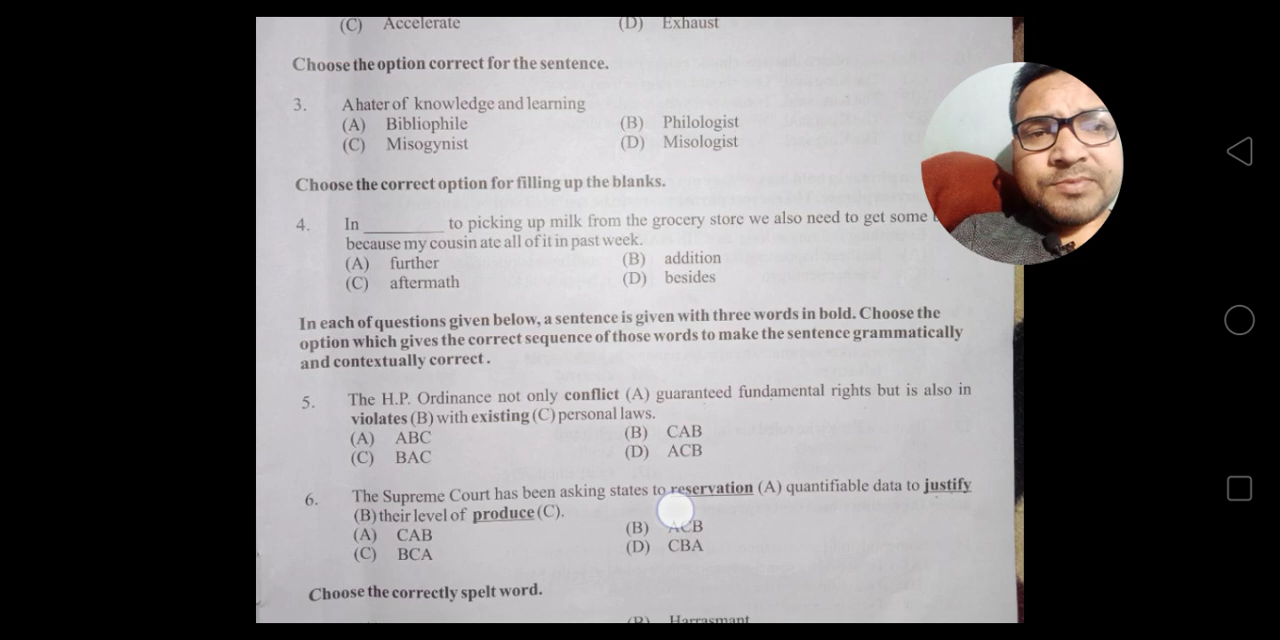 (C) Accelerate (D) Exhaust
Choose the option correct for the sentence.
3. A hater of knowledge and learning
(A) Bibliophile (B) Philologist
(C) Misogynist (D) Misologist
Choose the correct option for filling up the blanks.
4. In ________ to picking up milk from the grocery store we also need to get some
because my cousin ate all of it in past week.
(A) further (B) addition
(C) aftermath (D) besides
In each of questions given below, a sentence is given with three words in bold. Choose the
option which gives the correct sequence of those words to make the sentence grammatically
and contextually correct.
5. The H.P. Ordinance not only conflict (A) guaranteed fundamental rights but is also in
violates (B) with existing (C) personal laws.
(A) ABC (B) CAB
(C) BAC (D) ACB
6. The Supreme Court has been asking states to reservation (A) quantifiable data to justify
(B) their level of produce (C).
(A) CAB (B) ACB
(C) BCA (D) CBA
Choose the correctly spelt word.
(B) Harrasmant